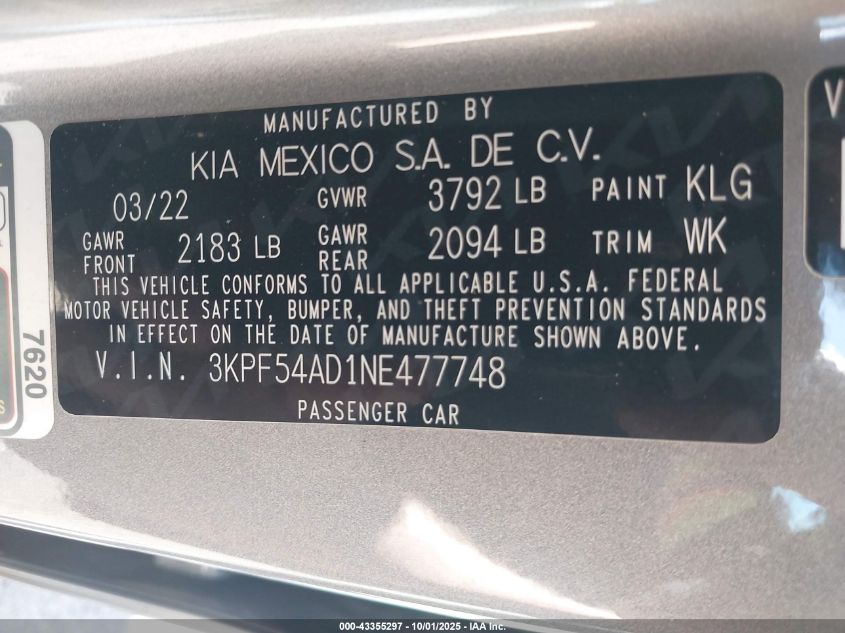 MANUFACTURED BY
KIA MEXICO S.A. DE C.V.
03/22 GVWR 3792 LB PAINT KLG
GAWR FRONT 2183 LB GAWR REAR 2094 LB TRIM WK
THIS VEHICLE CONFORMS TO ALL APPLICABLE U.S.A. FEDERAL
MOTOR VEHICLE SAFETY, BUMPER, AND THEFT PREVENTION STANDARDS
IN EFFECT ON THE DATE OF MANUFACTURE SHOWN ABOVE.
V.I.N. 3KPF54AD1NE477748
PASSENGER CAR
7620
V
000-43355297 - 10/01/2025 - IAA Inc.